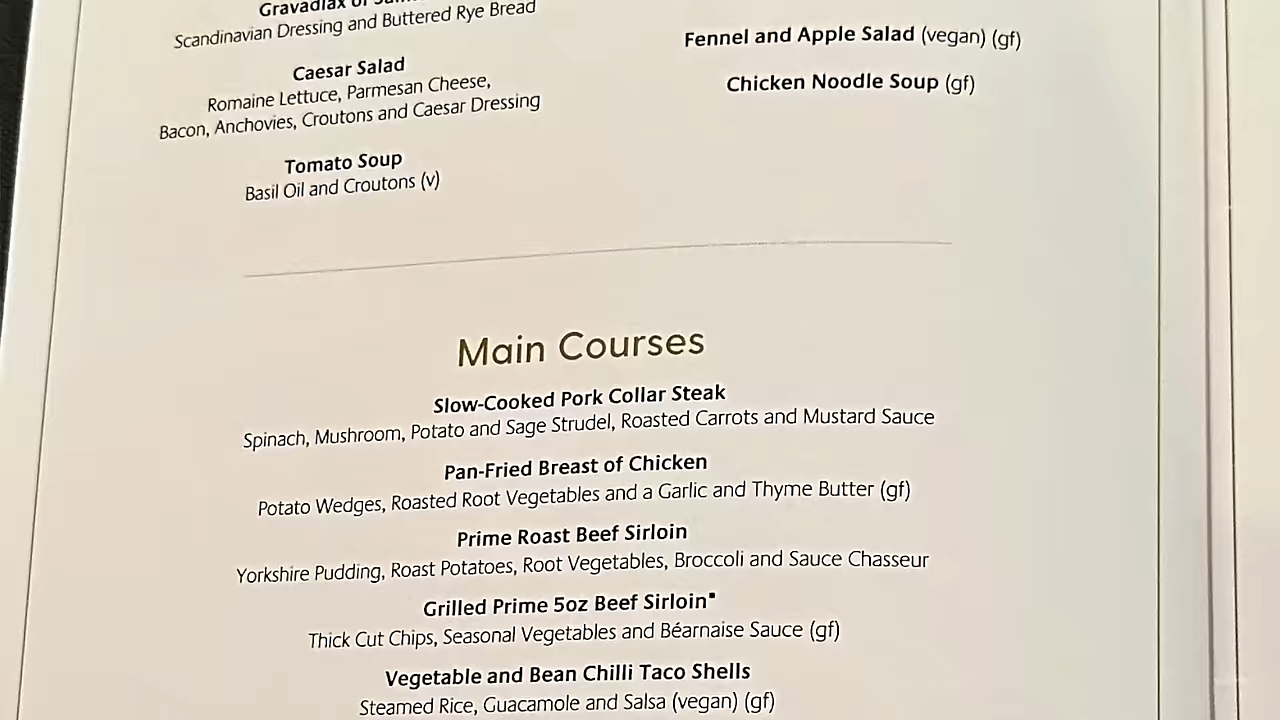 Gravadlax of
Scandinavian Dressing and Buttered Rye Bread
Caesar Salad
Romaine Lettuce, Parmesan Cheese,
Bacon, Anchovies, Croutons and Caesar Dressing
Tomato Soup
Basil Oil and Croutons (v)
Fennel and Apple Salad (vegan) (gf)
Chicken Noodle Soup (gf)
Main Courses
Slow-Cooked Pork Collar Steak
Spinach, Mushroom, Potato and Sage Strudel, Roasted Carrots and Mustard Sauce
Pan-Fried Breast of Chicken
Potato Wedges, Roasted Root Vegetables and a Garlic and Thyme Butter (gf)
Prime Roast Beef Sirloin
Yorkshire Pudding, Roast Potatoes, Root Vegetables, Broccoli and Sauce Chasseur
Grilled Prime 5oz Beef Sirloin▪
Thick Cut Chips, Seasonal Vegetables and Béarnaise Sauce (gf)
Vegetable and Bean Chilli Taco Shells
Steamed Rice, Guacamole and Salsa (vegan) (gf)